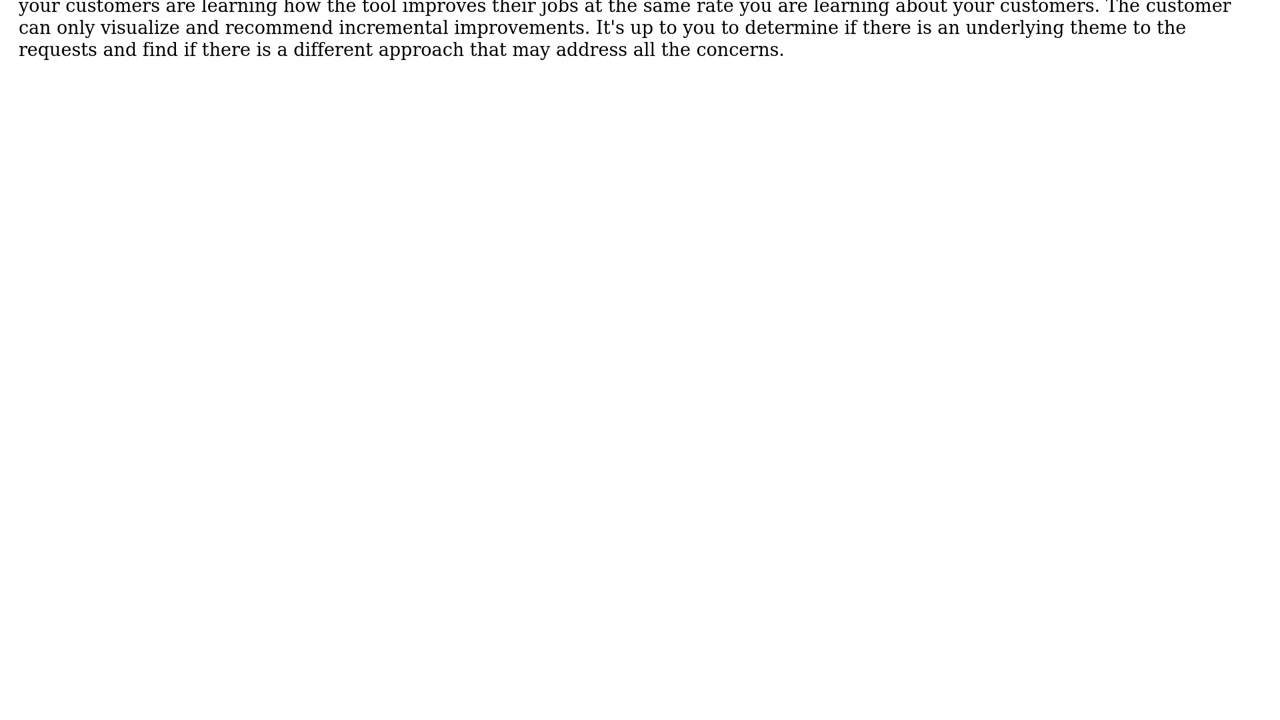 your customers are learning how the tool improves their jobs at the same rate you are learning about your customers. The customer
can only visualize and recommend incremental improvements. It's up to you to determine if there is an underlying theme to the
requests and find if there is a different approach that may address all the concerns.